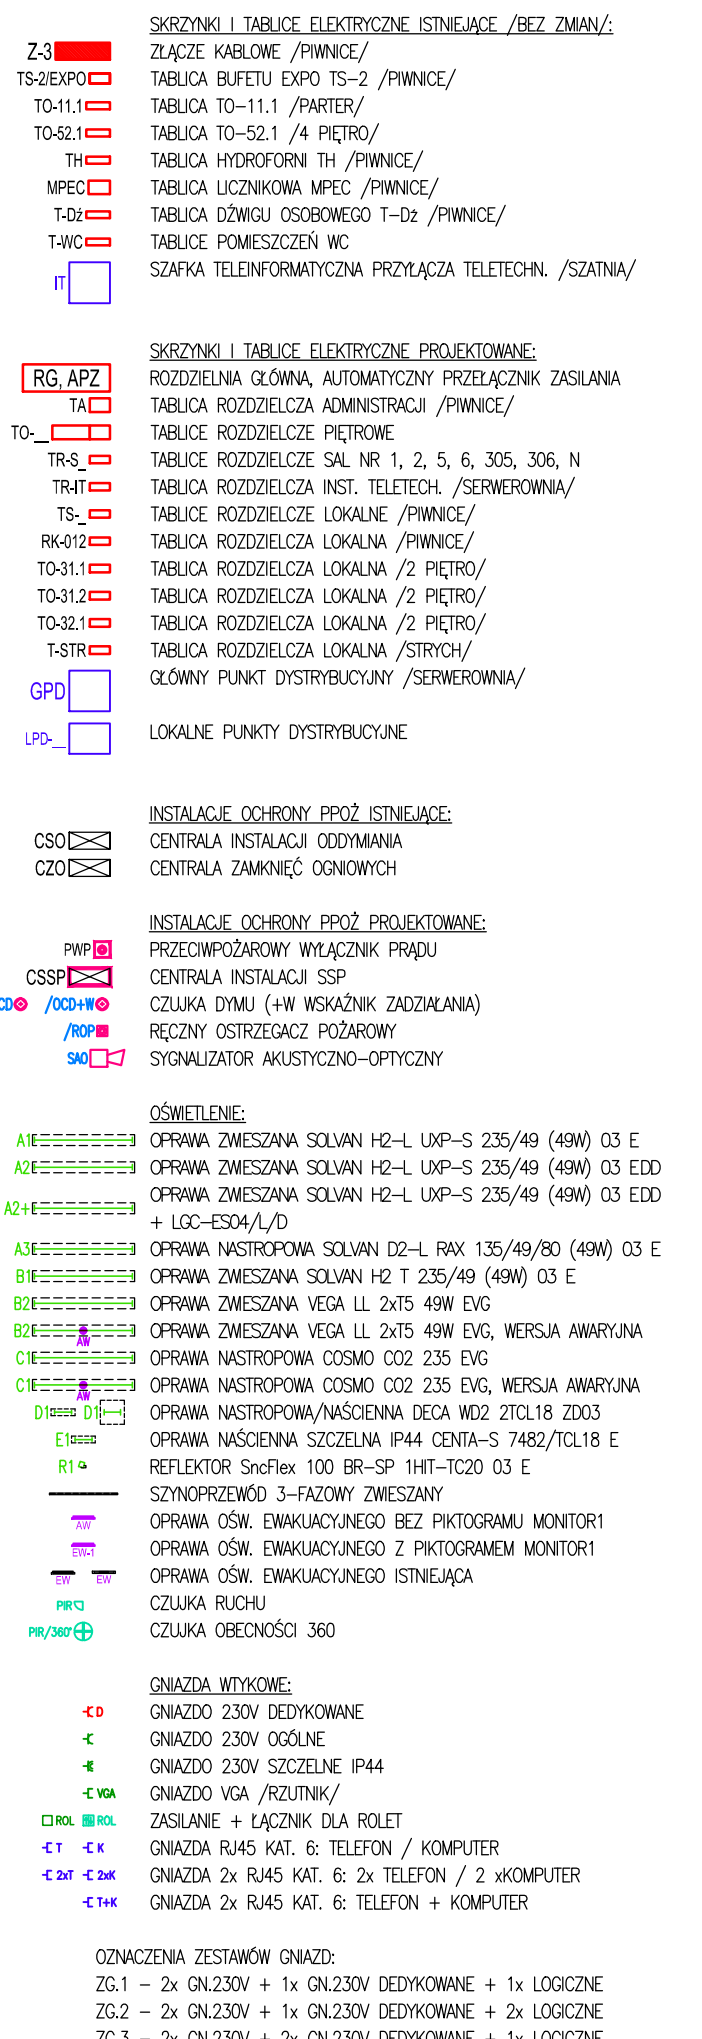 SKRZYNKI I TABLICE ELEKTRYCZNE ISTNIEJĄCE /BEZ ZMIAN/:
Z-3 ZŁĄCZE KABLOWE /PIWNICE/
TS-2/EXPO TABLICA BUFETU EXPO TS-2 /PIWNICE/
TO-11.1 TABLICA TO-11.1 /PARTER/
TO-52.1 TABLICA TO-52.1 /4 PIĘTRO/
TH TABLICA HYDROFORNI TH /PIWNICE/
MPEC TABLICA LICZNIKOWA MPEC /PIWNICE/
T-Dź TABLICA DŹWIGU OSOBOWEGO T-Dź /PIWNICE/
T-WC TABLICE POMIESZCZEŃ WC
IT SZAFKA TELEINFORMATYCZNA PRZYŁĄCZA TELETECHN. /SZATNIA/
SKRZYNKI I TABLICE ELEKTRYCZNE PROJEKTOWANE:
RG, APZ ROZDZIELNIA GŁÓWNA, AUTOMATYCZNY PRZEŁĄCZNIK ZASILANIA
TA TABLICA ROZDZIELCZA ADMINISTRACJI /PIWNICE/
TO-__ TABLICE ROZDZIELCZE PIĘTROWE
TR-S_ TABLICE ROZDZIELCZE SAL NR 1, 2, 5, 6, 305, 306, N
TR-IT TABLICA ROZDZIELCZA INST. TELETECH. /SERWEROWNIA/
TS-_ TABLICE ROZDZIELCZE LOKALNE /PIWNICE/
RK-012 TABLICA ROZDZIELCZA LOKALNA /PIWNICE/
TO-31.1 TABLICA ROZDZIELCZA LOKALNA /2 PIĘTRO/
TO-31.2 TABLICA ROZDZIELCZA LOKALNA /2 PIĘTRO/
TO-32.1 TABLICA ROZDZIELCZA LOKALNA /2 PIĘTRO/
T-STR TABLICA ROZDZIELCZA LOKALNA /STRYCH/
GPD GŁÓWNY PUNKT DYSTRYBUCYJNY /SERWEROWNIA/
LPD-__ LOKALNE PUNKTY DYSTRYBUCYJNE
INSTALACJE OCHRONY PPOŻ ISTNIEJĄCE:
CSO CENTRALA INSTALACJI ODDYMIANIA
CZO CENTRALA ZAMKNIĘĆ OGNIOWYCH
INSTALACJE OCHRONY PPOŻ PROJEKTOWANE:
PWP PRZECIWPOŻAROWY WYŁĄCZNIK PRĄDU
CSSP CENTRALA INSTALACJI SSP
CD /OCD+W CZUJKA DYMU (+W WSKAŹNIK ZADZIAŁANIA)
/ROP RĘCZNY OSTRZEGACZ POŻAROWY
SAO SYGNALIZATOR AKUSTYCZNO-OPTYCZNY
OŚWIETLENIE:
A1 OPRAWA ZWIESZANA SOLVAN H2-L UXP-S 235/49 (49W) 03 E
A2 OPRAWA ZWIESZANA SOLVAN H2-L UXP-S 235/49 (49W) 03 EDD
A2+ OPRAWA ZWIESZANA SOLVAN H2-L UXP-S 235/49 (49W) 03 EDD
+ LGC-ES04/L/D
A3 OPRAWA NASTROPOWA SOLVAN D2-L RAX 135/49/80 (49W) 03 E
B1 OPRAWA ZWIESZANA SOLVAN H2 T 235/49 (49W) 03 E
B2 OPRAWA ZWIESZANA VEGA LL 2xT5 49W EVG
B2 AW OPRAWA ZWIESZANA VEGA LL 2xT5 49W EVG, WERSJA AWARYJNA
C1 OPRAWA NASTROPOWA COSMO CO2 235 EVG
C1 AW OPRAWA NASTROPOWA COSMO CO2 235 EVG, WERSJA AWARYJNA
D1 D1 OPRAWA NASTROPOWA/NAŚCIENNA DECA WD2 2TCL18 ZD03
E1 OPRAWA NAŚCIENNA SZCZELNA IP44 CENTA-S 7482/TCL18 E
R1 REFLEKTOR SncFlex 100 BR-SP 1HIT-TC20 03 E
SZYNOPRZEWÓD 3-FAZOWY ZWIESZANY
AW OPRAWA OŚW. EWAKUACYJNEGO BEZ PIKTOGRAMU MONITOR1
EW-1 OPRAWA OŚW. EWAKUACYJNEGO Z PIKTOGRAMEM MONITOR1
EW EW OPRAWA OŚW. EWAKUACYJNEGO ISTNIEJĄCA
PIR CZUJKA RUCHU
PIR/360° CZUJKA OBECNOŚCI 360
GNIAZDA WTYKOWE:
D GNIAZDO 230V DEDYKOWANE
GNIAZDO 230V OGÓLNE
GNIAZDO 230V SZCZELNE IP44
VGA GNIAZDO VGA /RZUTNIK/
ROL ROL ZASILANIE + ŁĄCZNIK DLA ROLET
T K GNIAZDA RJ45 KAT. 6: TELEFON / KOMPUTER
2xT 2xK GNIAZDA 2x RJ45 KAT. 6: 2x TELEFON / 2 xKOMPUTER
T+K GNIAZDA 2x RJ45 KAT. 6: TELEFON + KOMPUTER
OZNACZENIA ZESTAWÓW GNIAZD:
ZG.1 - 2x GN.230V + 1x GN.230V DEDYKOWANE + 1x LOGICZNE
ZG.2 - 2x GN.230V + 1x GN.230V DEDYKOWANE + 2x LOGICZNE
ZG.3 - 2x GN.230V + 2x GN.230V DEDYKOWANE + 1x LOGICZNE